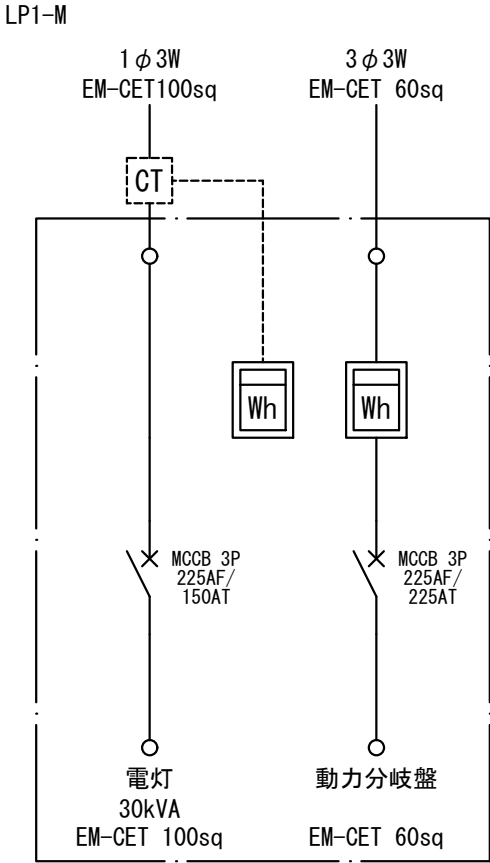 LP1-M
1φ3W
EM-CET100sq
3φ3W
EM-CET 60sq
CT
Wh
Wh
MCCB 3P
225AF/
150AT
MCCB 3P
225AF/
225AT
電灯
30kVA
EM-CET 100sq
動力分岐盤
EM-CET 60sq